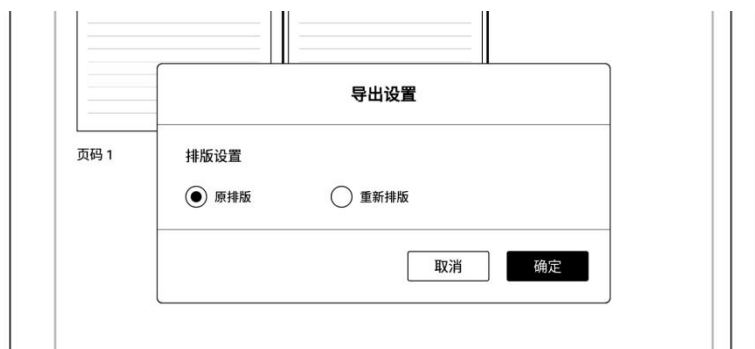 导出设置
页码 1
排版设置
原排版 重新排版
取消 确定